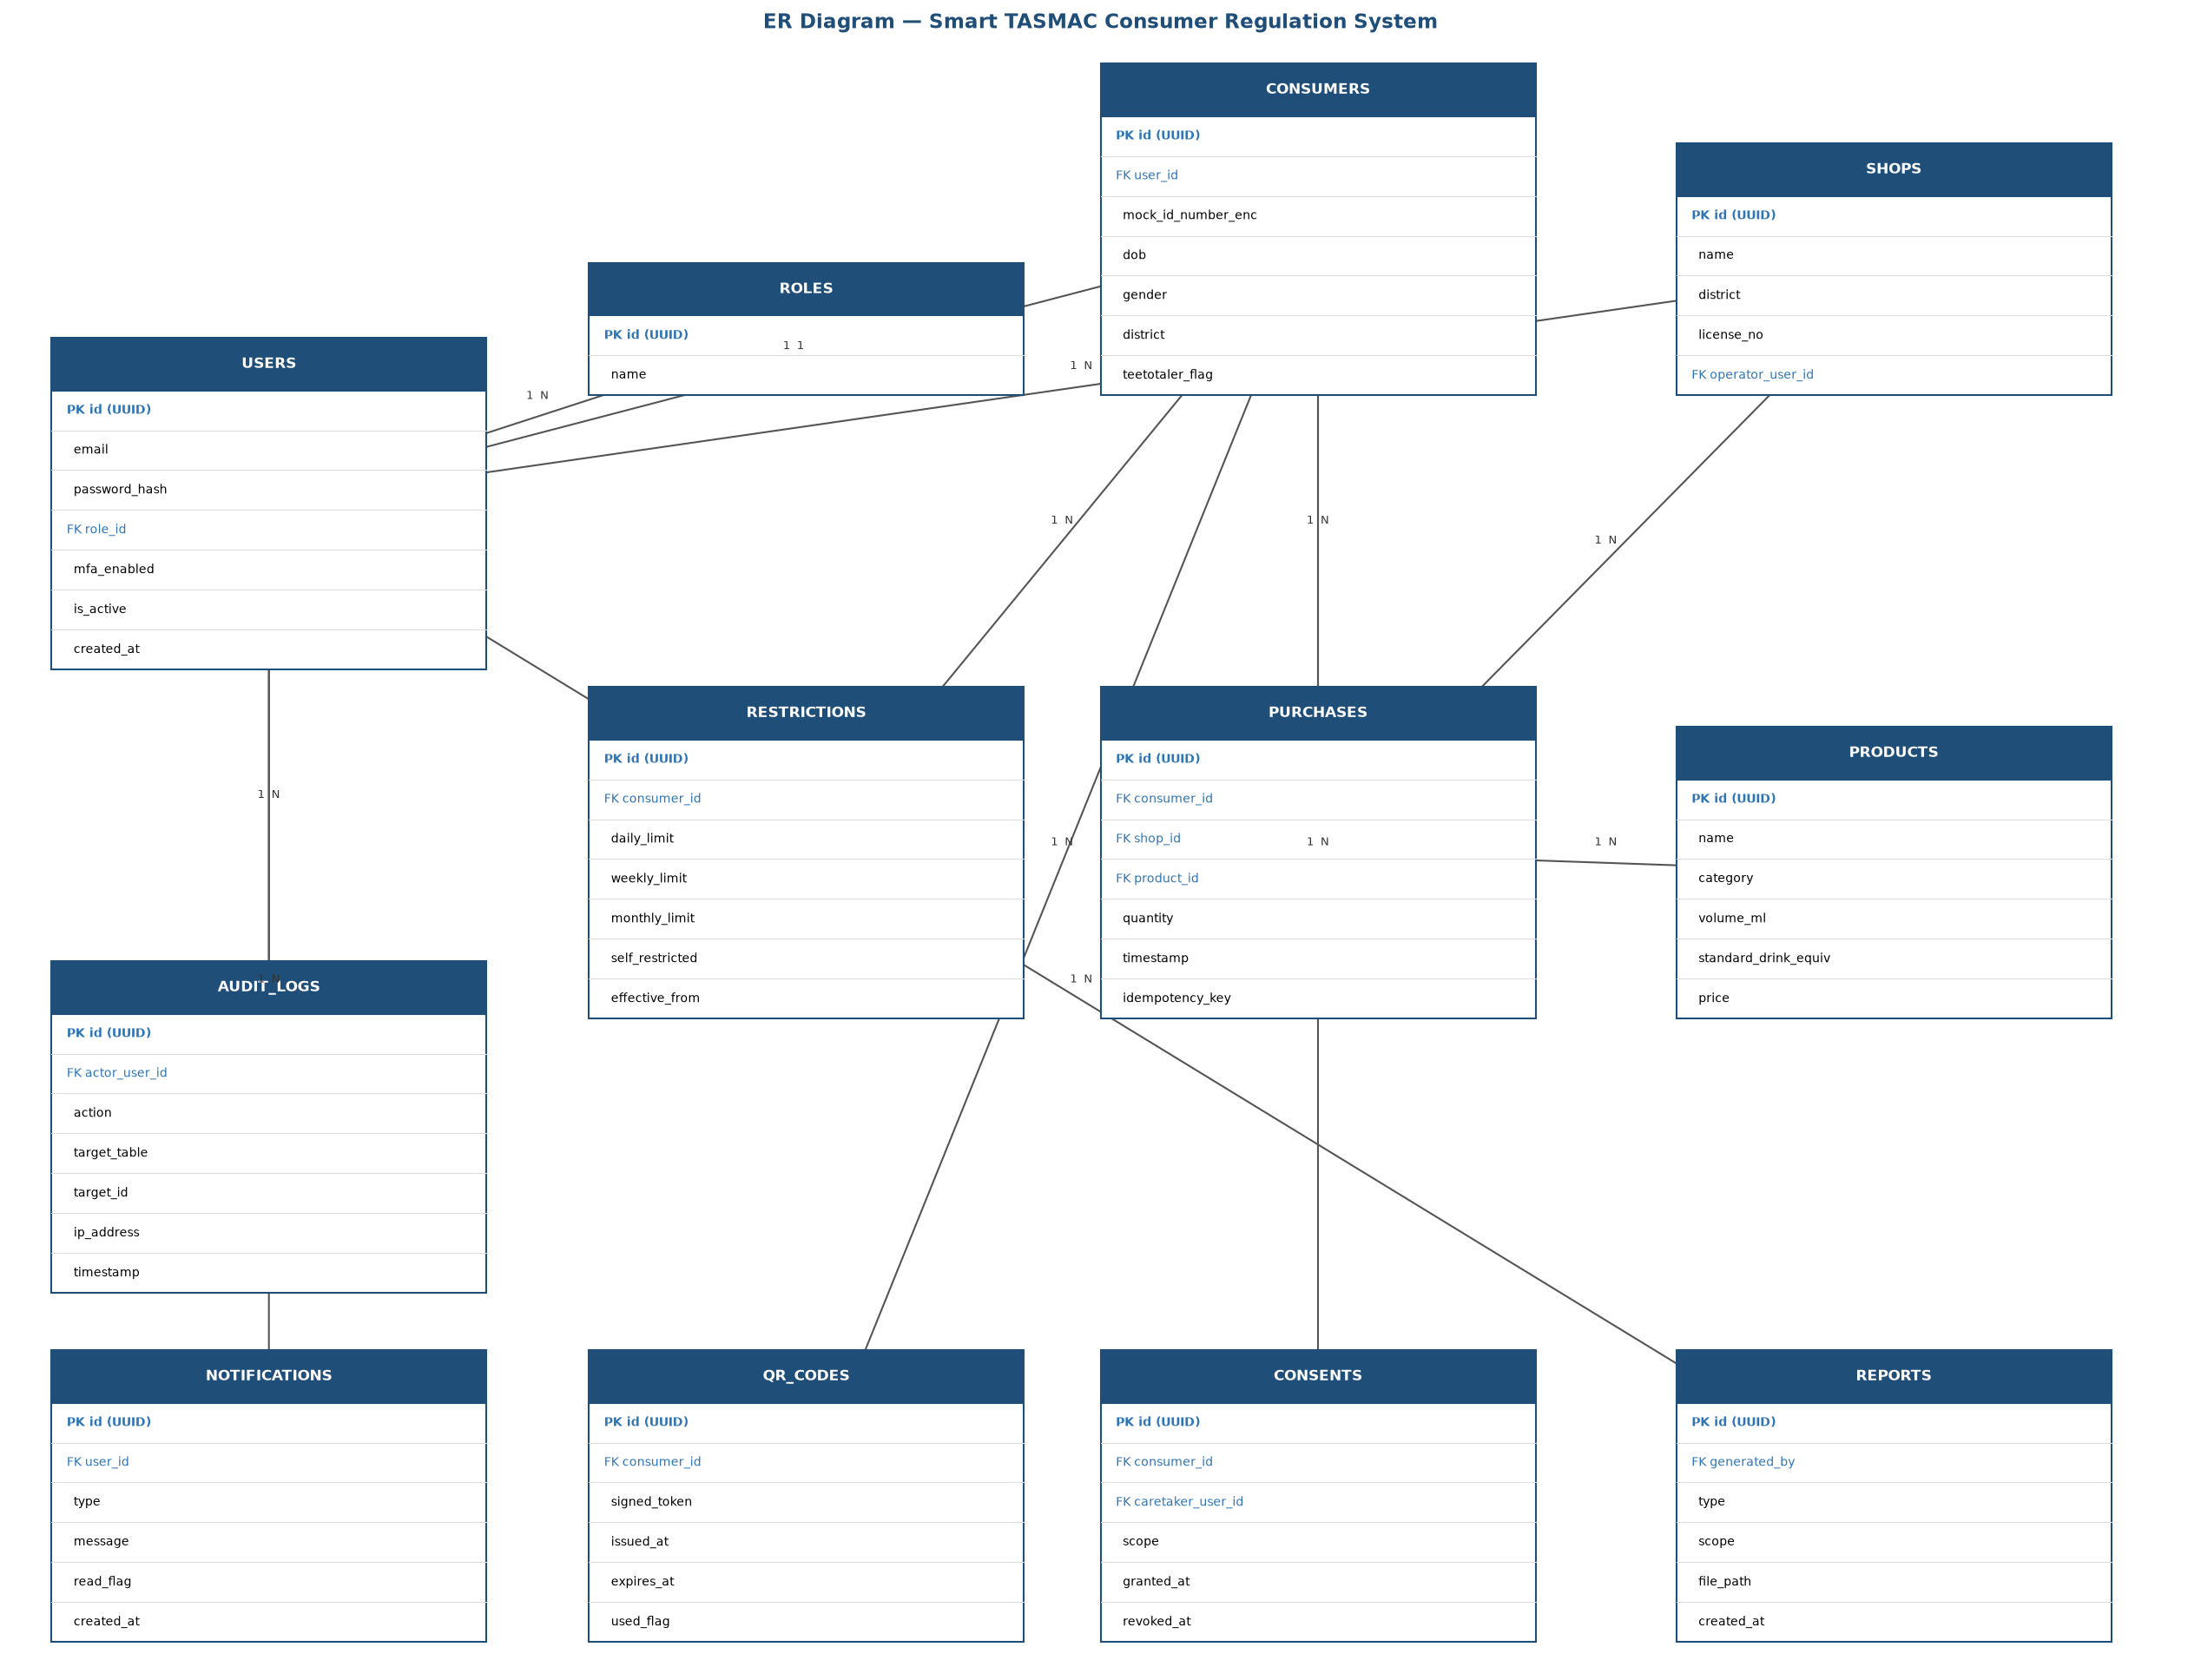 ER Diagram — Smart TASMAC Consumer Regulation System
CONSUMERS
PK id (UUID)
FK user_id
mock_id_number_enc
dob
gender
district
teetotaler_flag
SHOPS
PK id (UUID)
name
district
license_no
FK operator_user_id
ROLES
PK id (UUID)
name
USERS
PK id (UUID)
email
password_hash
FK role_id
mfa_enabled
is_active
created_at
1 1
1 N
1 N
1 N
1 N
1 N
RESTRICTIONS
PK id (UUID)
FK consumer_id
daily_limit
weekly_limit
monthly_limit
self_restricted
effective_from
PURCHASES
PK id (UUID)
FK consumer_id
FK shop_id
FK product_id
quantity
timestamp
idempotency_key
PRODUCTS
PK id (UUID)
name
category
volume_ml
standard_drink_equiv
price
1 N
1 N
1 N
1 N
1 N
1 N
AUDIT_LOGS
PK id (UUID)
FK actor_user_id
action
target_table
target_id
ip_address
timestamp
NOTIFICATIONS
PK id (UUID)
FK user_id
type
message
read_flag
created_at
QR_CODES
PK id (UUID)
FK consumer_id
signed_token
issued_at
expires_at
used_flag
CONSENTS
PK id (UUID)
FK consumer_id
FK caretaker_user_id
scope
granted_at
revoked_at
REPORTS
PK id (UUID)
FK generated_by
type
scope
file_path
created_at